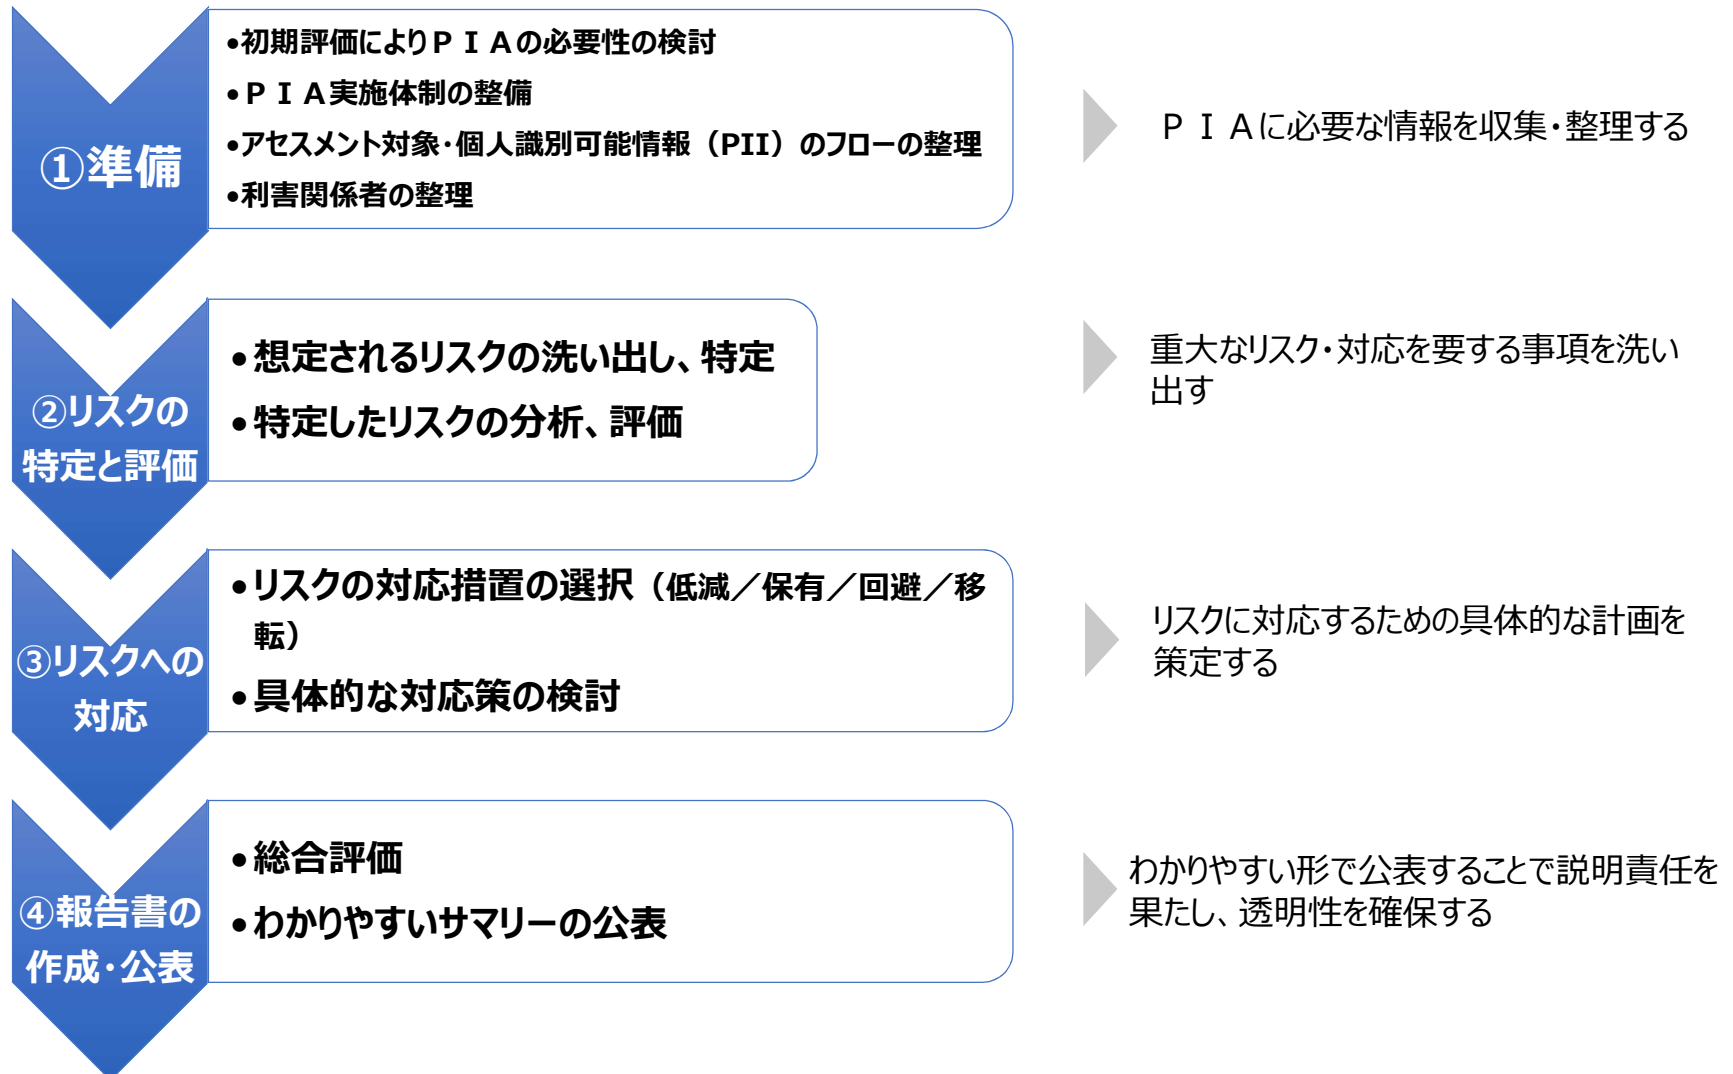 ①準備
•初期評価によりPIAの必要性の検討
•PIA実施体制の整備
•アセスメント対象・個人識別可能情報（PII）のフローの整理
•利害関係者の整理
PIAに必要な情報を収集・整理する
②リスクの
特定と評価
•想定されるリスクの洗い出し、特定
•特定したリスクの分析、評価
重大なリスク・対応を要する事項を洗い
出す
③リスクへの
対応
•リスクの対応措置の選択（低減／保有／回避／移
転）
•具体的な対応策の検討
リスクに対応するための具体的な計画を
策定する
④報告書の
作成・公表
•総合評価
•わかりやすいサマリーの公表
わかりやすい形で公表することで説明責任を
果たし、透明性を確保する